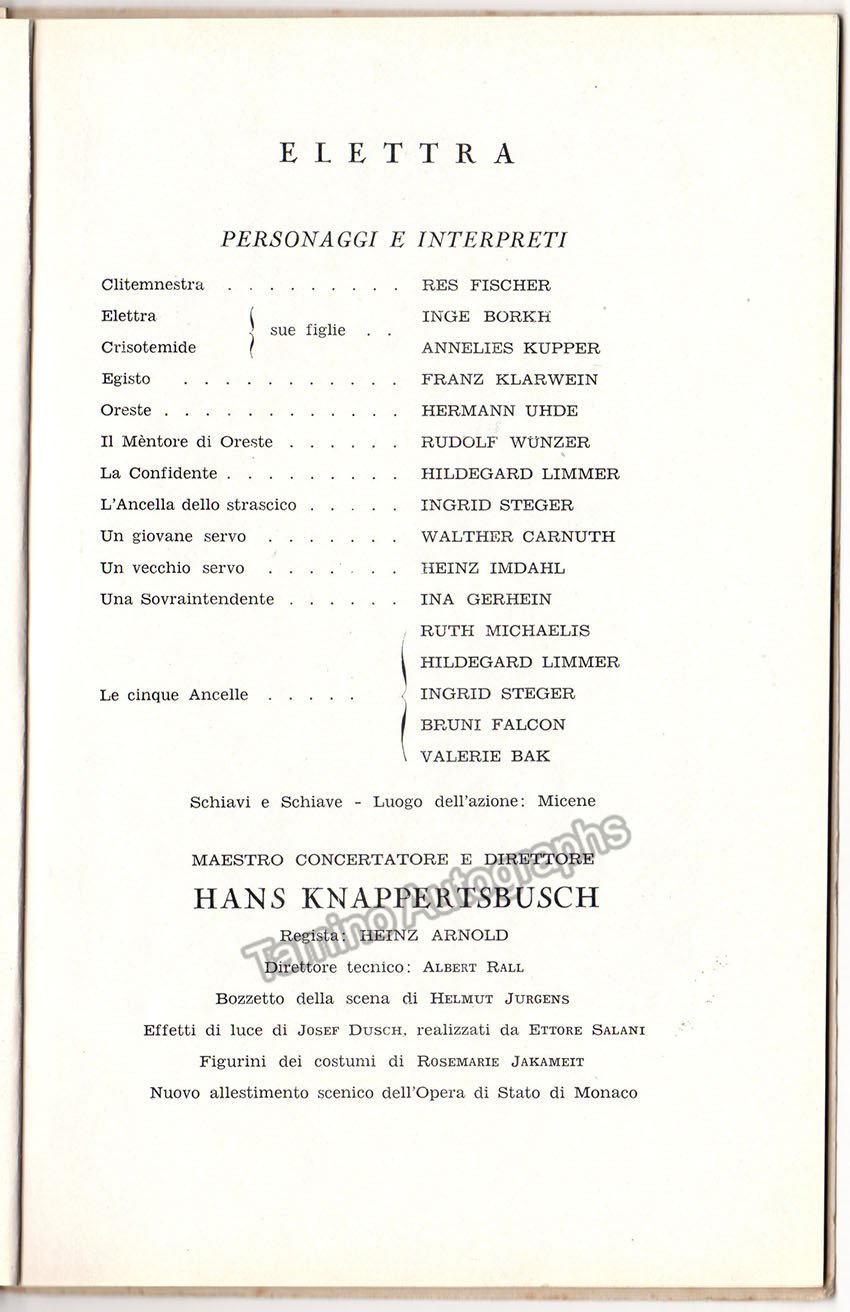 ELETTRA
PERSONAGGI E INTERPRETI
Clitemnestra . . . . . . . . . RES FISCHER
Elettra INGE BORKH
sue figlie . .
Crisotemide ANNELIES KUPPER
Egisto . . . . . . . . . . . FRANZ KLARWEIN
Oreste . . . . . . . . . . . . HERMANN UHDE
Il Mèntore di Oreste . . . . . . RUDOLF WÜNZER
La Confidente . . . . . . . . . HILDEGARD LIMMER
L'Ancella dello strascico . . . . . INGRID STEGER
Un giovane servo . . . . . . . WALTHER CARNUTH
Un vecchio servo . . . . . . . HEINZ IMDAHL
Una Sovraintendente . . . . . . INA GERHEIN
RUTH MICHAELIS
HILDEGARD LIMMER
Le cinque Ancelle . . . . . INGRID STEGER
BRUNI FALCON
VALERIE BAK
Schiavi e Schiave - Luogo dell'azione: Micene
MAESTRO CONCERTATORE E DIRETTORE
HANS KNAPPERTSBUSCH
Regista: HEINZ ARNOLD
Direttore tecnico: ALBERT RALL
Bozzetto della scena di HELMUT JURGENS
Effetti di luce di JOSEF DUSCH, realizzati da ETTORE SALANI
Figurini dei costumi di ROSEMARIE JAKAMEIT
Nuovo allestimento scenico dell'Opera di Stato di Monaco
Tamino Autographs